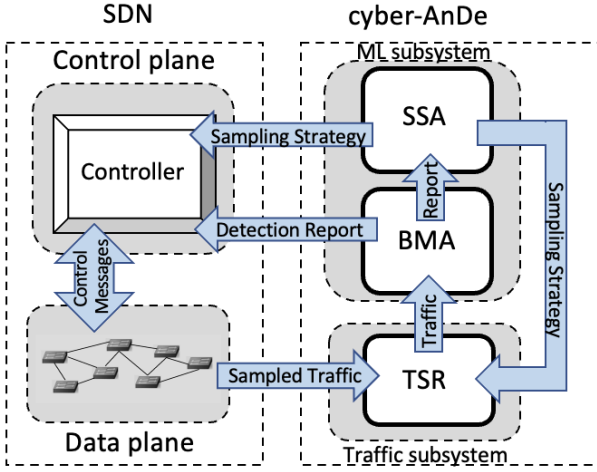 SDN
cyber-AnDe
Control plane
ML subsystem
Controller
SSA
Sampling Strategy
Report
Sampling Strategy
Detection Report
BMA
Control
Messages
Traffic
Sampled Traffic
TSR
Data plane
Traffic subsystem